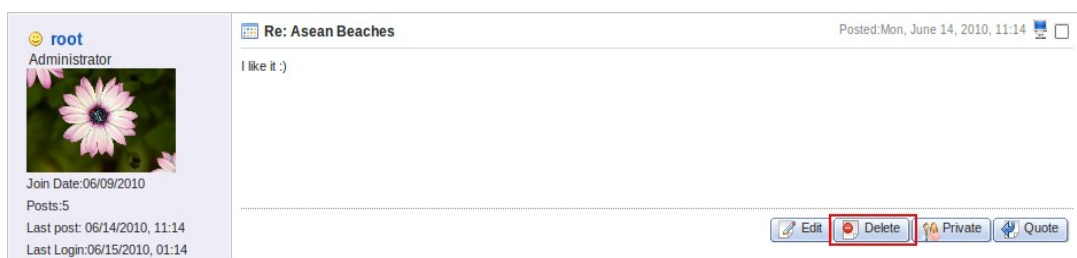 root
Administrator
Join Date:06/09/2010
Posts:5
Last post: 06/14/2010, 11:14
Last Login:06/15/2010, 01:14
Re: Asean Beaches
Posted:Mon, June 14, 2010, 11:14
I like it :)
Edit
Delete
Private
Quote